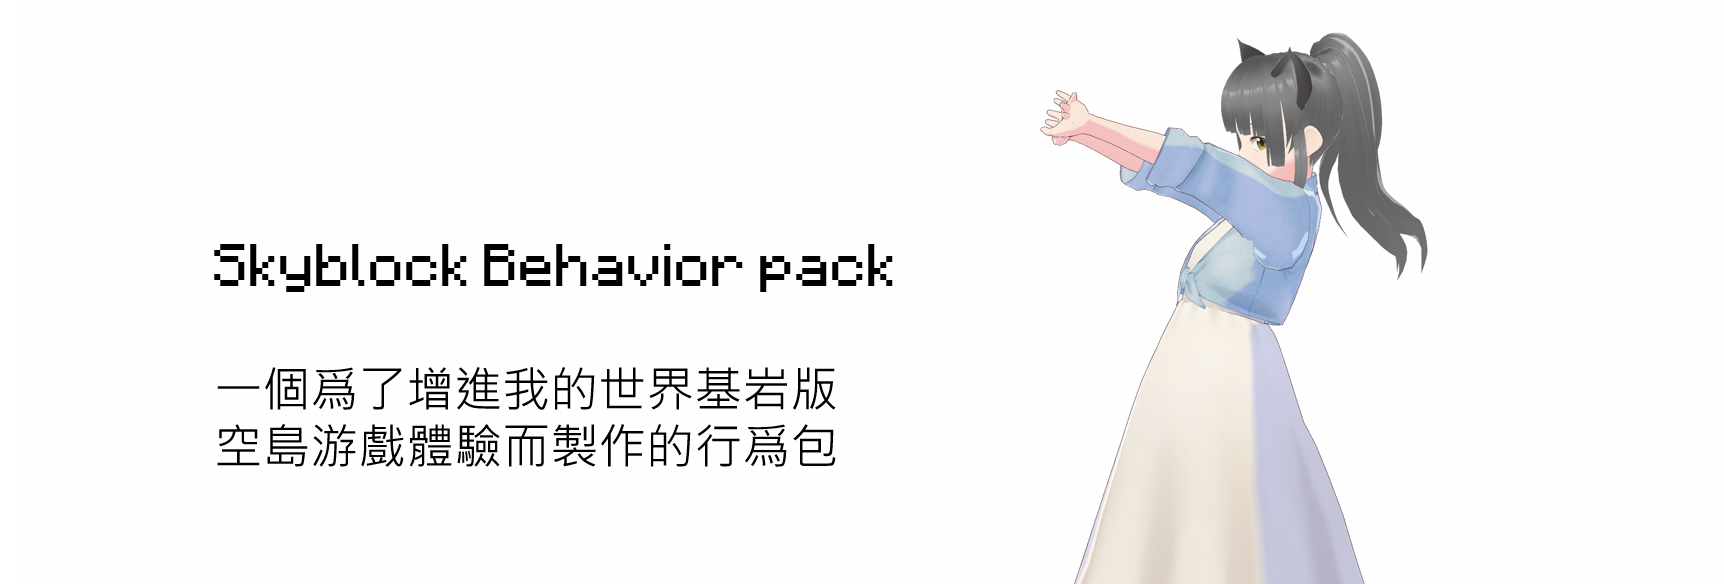 Skyblock Behavior pack
一個爲了增進我的世界基岩版
空島游戲體驗而製作的行爲包